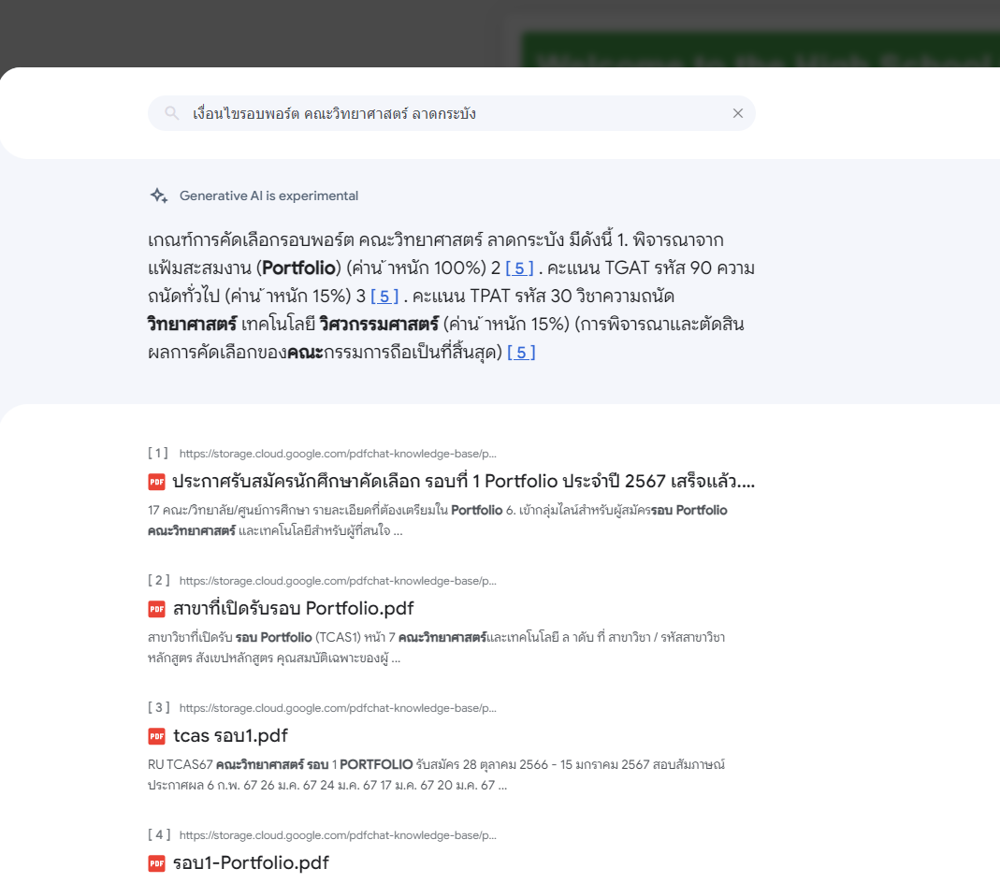 Welcome to the High School
เงื่อนไขรอบพอร์ต คณะวิทยาศาสตร์ ลาดกระบัง
Generative AI is experimental
เกณฑ์การคัดเลือกรอบพอร์ต คณะวิทยาศาสตร์ ลาดกระบัง มีดังนี้ 1. พิจารณาจาก
แฟ้มสะสมงาน (Portfolio) (ค่าน ้าหนัก 100%) 2 [ 5 ] . คะแนน TGAT รหัส 90 ความ
ถนัดทั่วไป (ค่าน ้าหนัก 15%) 3 [ 5 ] . คะแนน TPAT รหัส 30 วิชาความถนัด
วิทยาศาสตร์ เทคโนโลยี วิศวกรรมศาสตร์ (ค่าน ้าหนัก 15%) (การพิจารณาและตัดสิน
ผลการคัดเลือกของคณะกรรมการถือเป็นที่สิ้นสุด) [ 5 ]
[ 1 ] https://storage.cloud.google.com/pdfchat-knowledge-base/p...
PDF ประกาศรับสมัครนักศึกษาคัดเลือก รอบที่ 1 Portfolio ประจำปี 2567 เสร็จแล้ว....
17 คณะ/วิทยาลัย/ศูนย์การศึกษา รายละเอียดที่ต้องเตรียมใน Portfolio 6. เข้ากลุ่มไลน์สำหรับผู้สมัครรอบ Portfolio
คณะวิทยาศาสตร์ และเทคโนโลยีสำหรับผู้ที่สนใจ ...
[ 2 ] https://storage.cloud.google.com/pdfchat-knowledge-base/p...
PDF สาขาที่เปิดรับรอบ Portfolio.pdf
สาขาวิชาที่เปิดรับ รอบ Portfolio (TCAS1) หน้า 7 คณะวิทยาศาสตร์และเทคโนโลยี ล าดับ ที่ สาขาวิชา / รหัสสาขาวิชา
หลักสูตร สังเขปหลักสูตร คุณสมบัติเฉพาะของผู้ ...
[ 3 ] https://storage.cloud.google.com/pdfchat-knowledge-base/p...
PDF tcas รอบ1.pdf
RU TCAS67 คณะวิทยาศาสตร์ รอบ 1 PORTFOLIO รับสมัคร 28 ตุลาคม 2566 - 15 มกราคม 2567 สอบสัมภาษณ์
ประกาศผล 6 ก.พ. 67 26 ม.ค. 67 24 ม.ค. 67 17 ม.ค. 67 20 ม.ค. 67 ...
[ 4 ] https://storage.cloud.google.com/pdfchat-knowledge-base/p...
PDF รอบ1-Portfolio.pdf